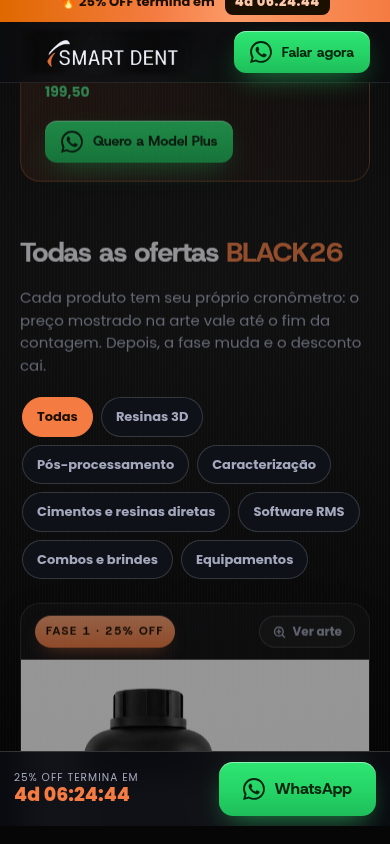 🔥 25% OFF termina em 4d 06:24:44
SMART DENT
Falar agora
199,50
Quero a Model Plus
Todas as ofertas BLACK26
Cada produto tem seu próprio cronômetro: o
preço mostrado na arte vale até o fim da
contagem. Depois, a fase muda e o desconto
cai.
Todas
Resinas 3D
Pós-processamento
Caracterização
Cimentos e resinas diretas
Software RMS
Combos e brindes
Equipamentos
FASE 1 · 25% OFF
Ver arte
25% OFF TERMINA EM
4d 06:24:44
WhatsApp